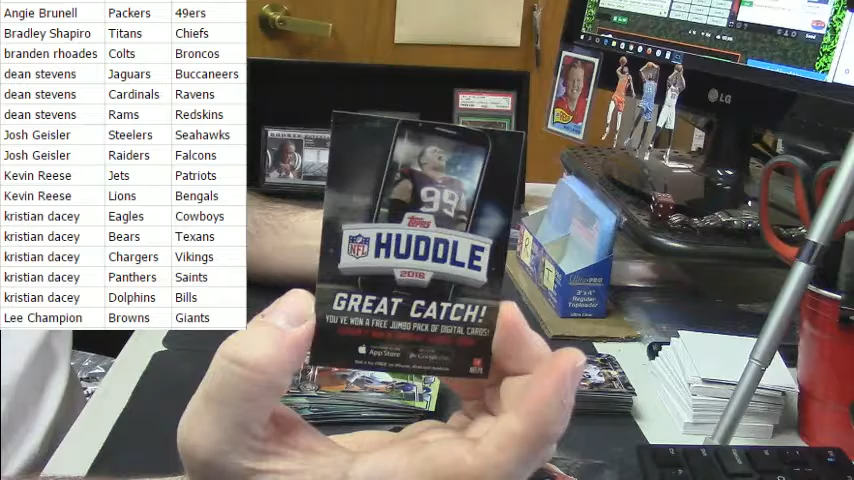 Angie Brunell Packers 49ers
Bradley Shapiro Titans Chiefs
branden rhoades Colts Broncos
dean stevens Jaguars Buccaneers
dean stevens Cardinals Ravens
dean stevens Rams Redskins
Josh Geisler Steelers Seahawks
Josh Geisler Raiders Falcons
Kevin Reese Jets Patriots
Kevin Reese Lions Bengals
kristian dacey Eagles Cowboys
kristian dacey Bears Texans
kristian dacey Chargers Vikings
kristian dacey Panthers Saints
kristian dacey Dolphins Bills
Lee Champion Browns Giants
99
Topps
NFL HUDDLE
2016
GREAT CATCH!
YOU'VE WON A FREE JUMBO PACK OF DIGITAL CARDS!
App Store
LG
3"x 4"
Regular
Toploader